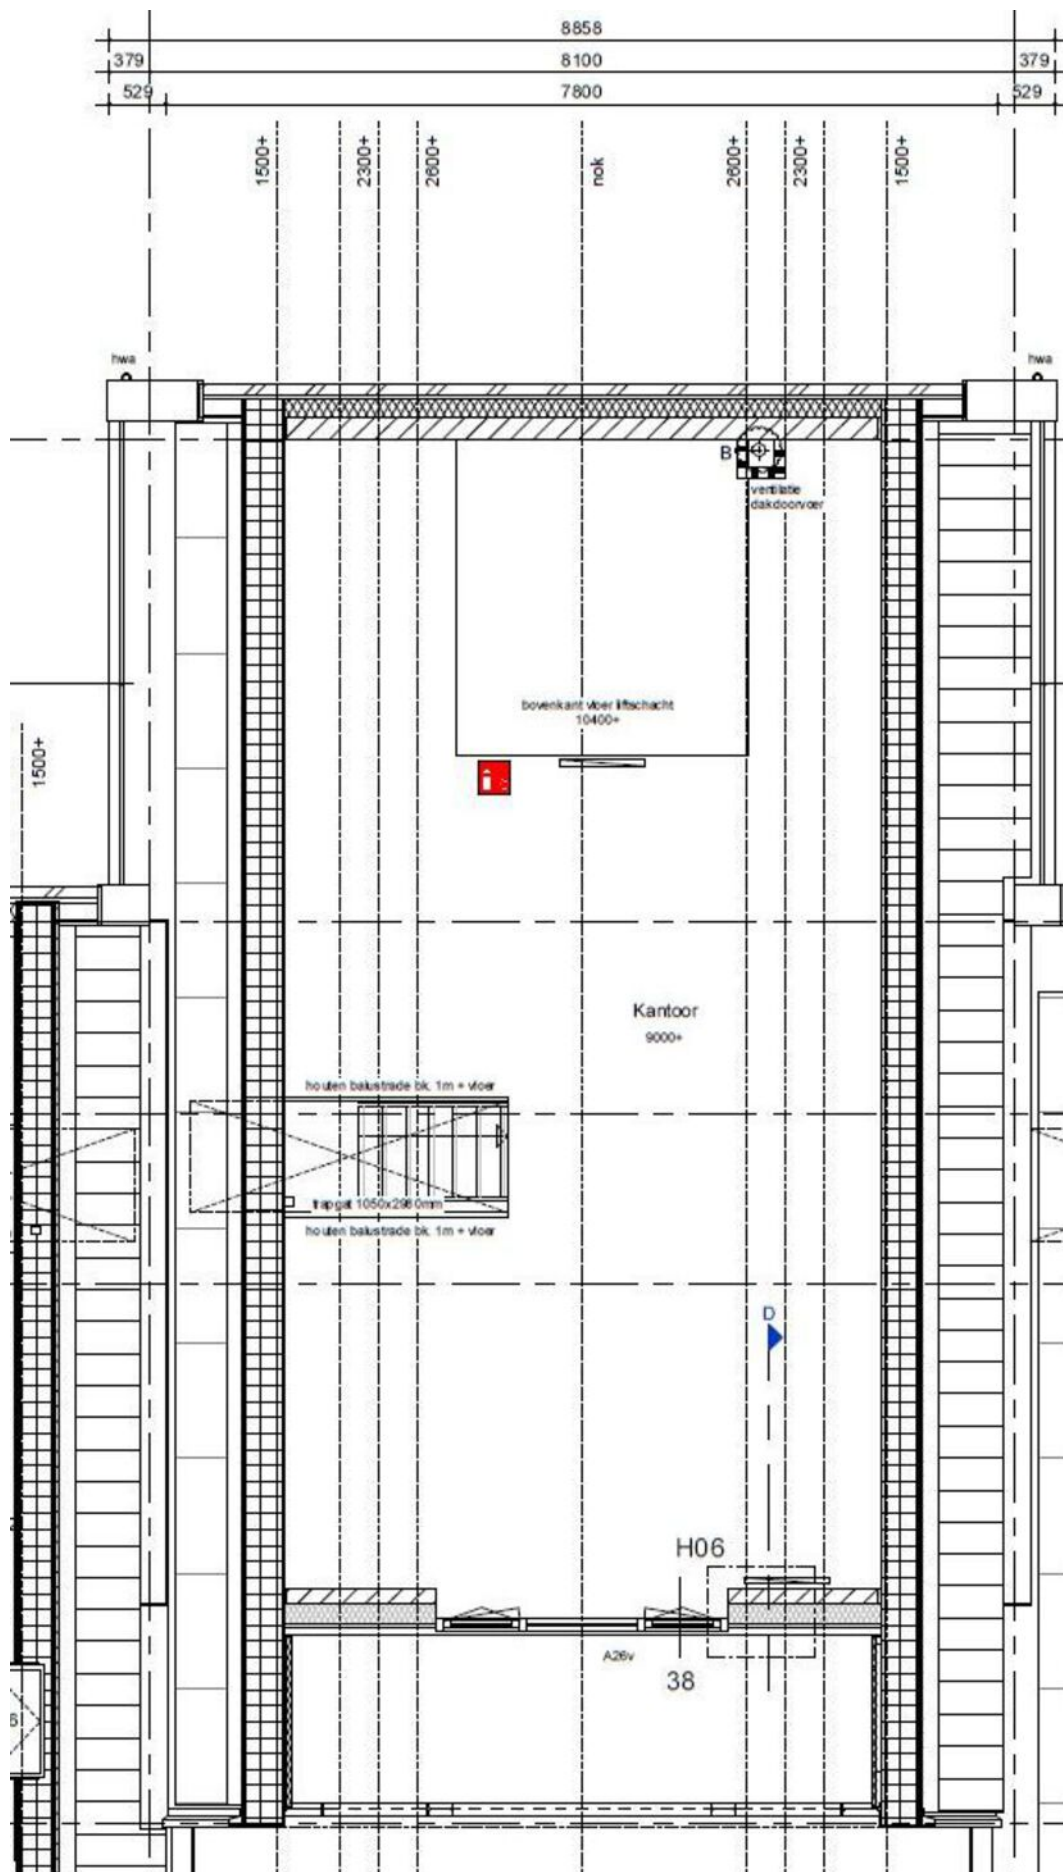 8858
379 8100 379
529 7800 529
1500+ 2300+ 2600+ nok 2600+ 2300+ 1500+
hwa hwa
B
ventilatie
dakdoorvoer
bovenkant vloer liftschacht
10400+
1500+
Kantoor
9000+
houten balustrade bk. 1m + vloer
trapgat 1050x2980mm
houten balustrade bk. 1m + vloer
D
H06
A26v
38
6